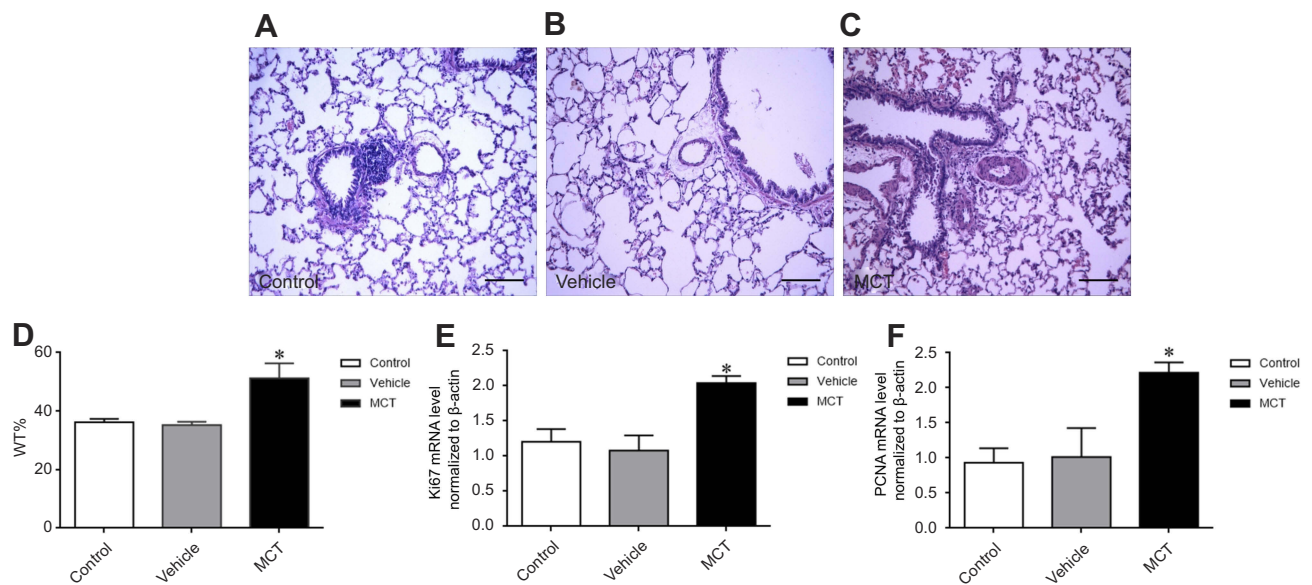 A
B
C
Control
Vehicle
MCT
D
WT%
60
40
20
0
*
Control
Vehicle
MCT
Control
Vehicle
MCT
E
Ki67 mRNA level
normalized to β-actin
2.5
2.0
1.5
1.0
0.5
0.0
*
Control
Vehicle
MCT
Control
Vehicle
MCT
F
PCNA mRNA level
normalized to β-actin
2.5
2.0
1.5
1.0
0.5
0.0
*
Control
Vehicle
MCT
Control
Vehicle
MCT